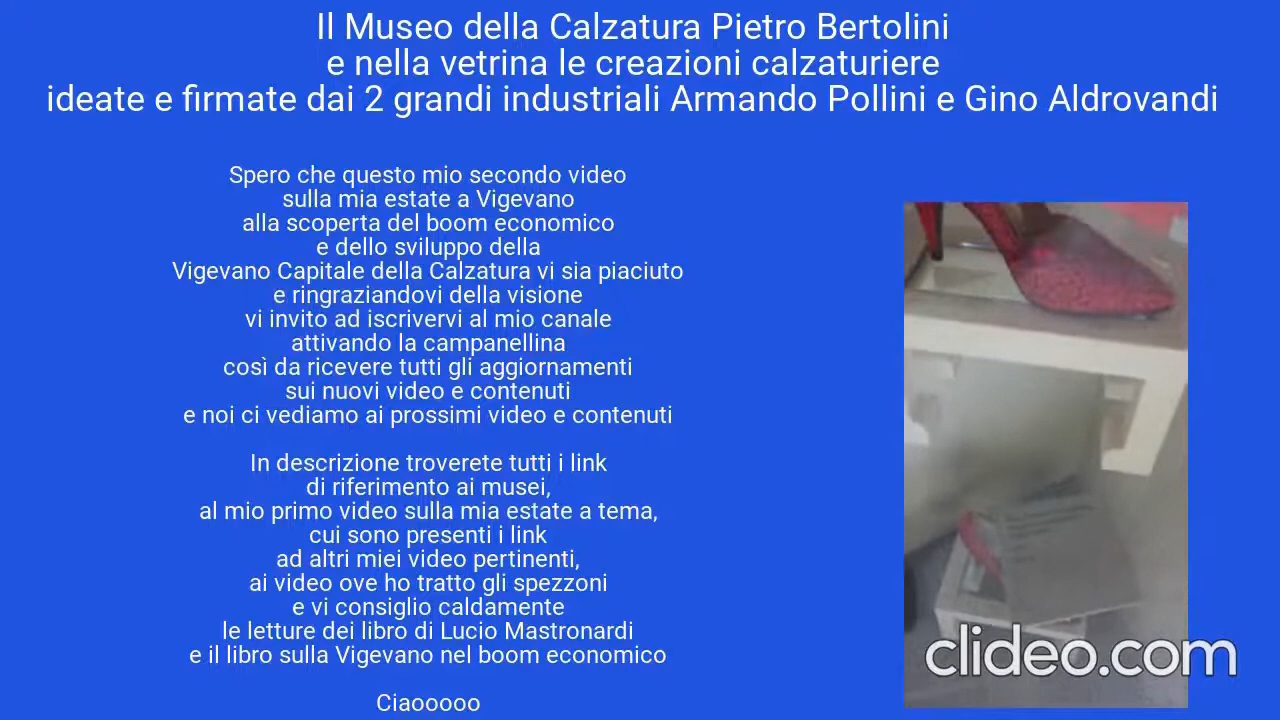 Il Museo della Calzatura Pietro Bertolini
e nella vetrina le creazioni calzaturiere
ideate e firmate dai 2 grandi industriali Armando Pollini e Gino Aldrovandi
Spero che questo mio secondo video
sulla mia estate a Vigevano
alla scoperta del boom economico
e dello sviluppo della
Vigevano Capitale della Calzatura vi sia piaciuto
e ringraziandovi della visione
vi invito ad iscrivervi al mio canale
attivando la campanellina
così da ricevere tutti gli aggiornamenti
sui nuovi video e contenuti
e noi ci vediamo ai prossimi video e contenuti
In descrizione troverete tutti i link
di riferimento ai musei,
al mio primo video sulla mia estate a tema,
cui sono presenti i link
ad altri miei video pertinenti,
ai video ove ho tratto gli spezzoni
e vi consiglio caldamente
le letture dei libro di Lucio Mastronardi
e il libro sulla Vigevano nel boom economico
Ciaooooo
clideo.com